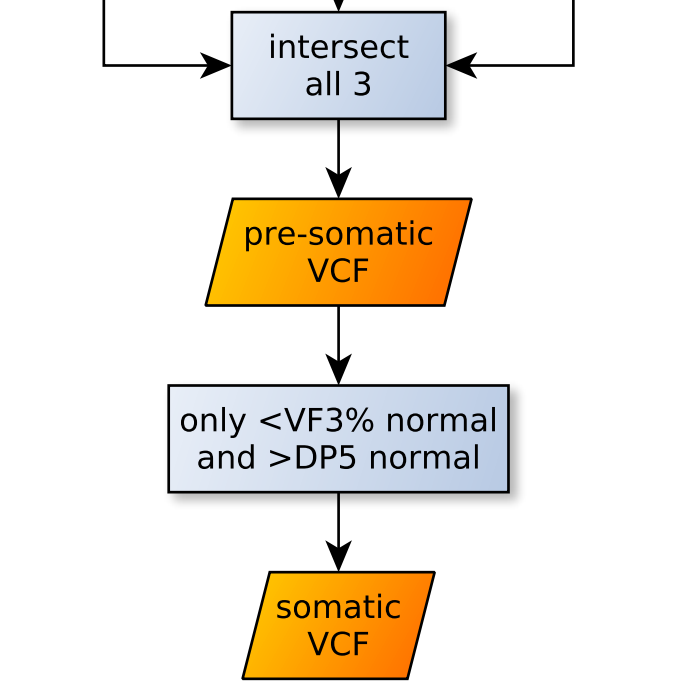 intersect
all 3
pre-somatic
VCF
only <VF3% normal
and >DP5 normal
somatic
VCF